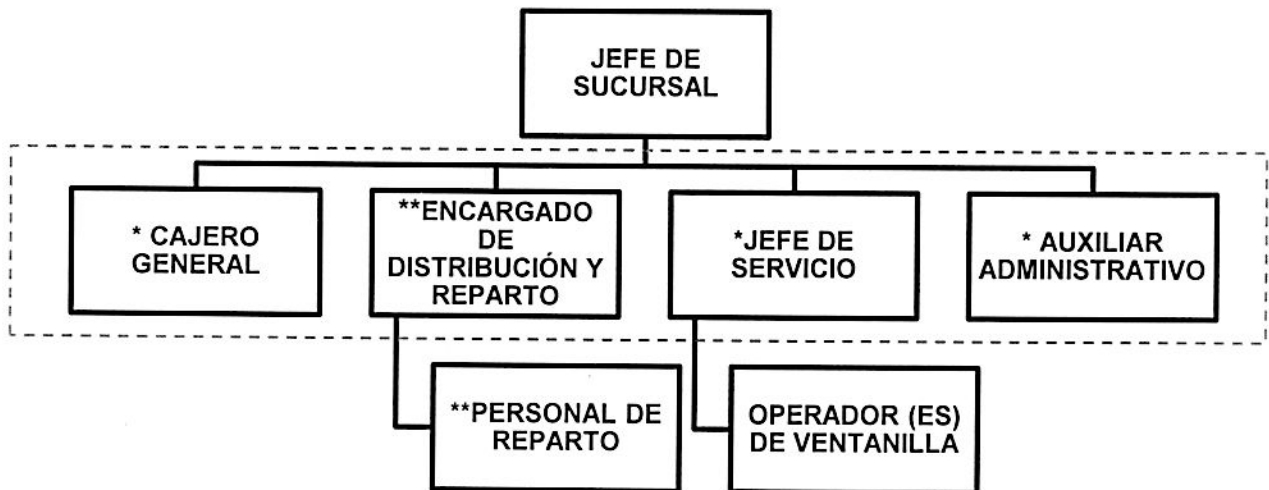 JEFE DE
SUCURSAL
* CAJERO
GENERAL
**ENCARGADO
DE
DISTRIBUCIÓN Y
REPARTO
*JEFE DE
SERVICIO
* AUXILIAR
ADMINISTRATIVO
**PERSONAL DE
REPARTO
OPERADOR (ES)
DE VENTANILLA